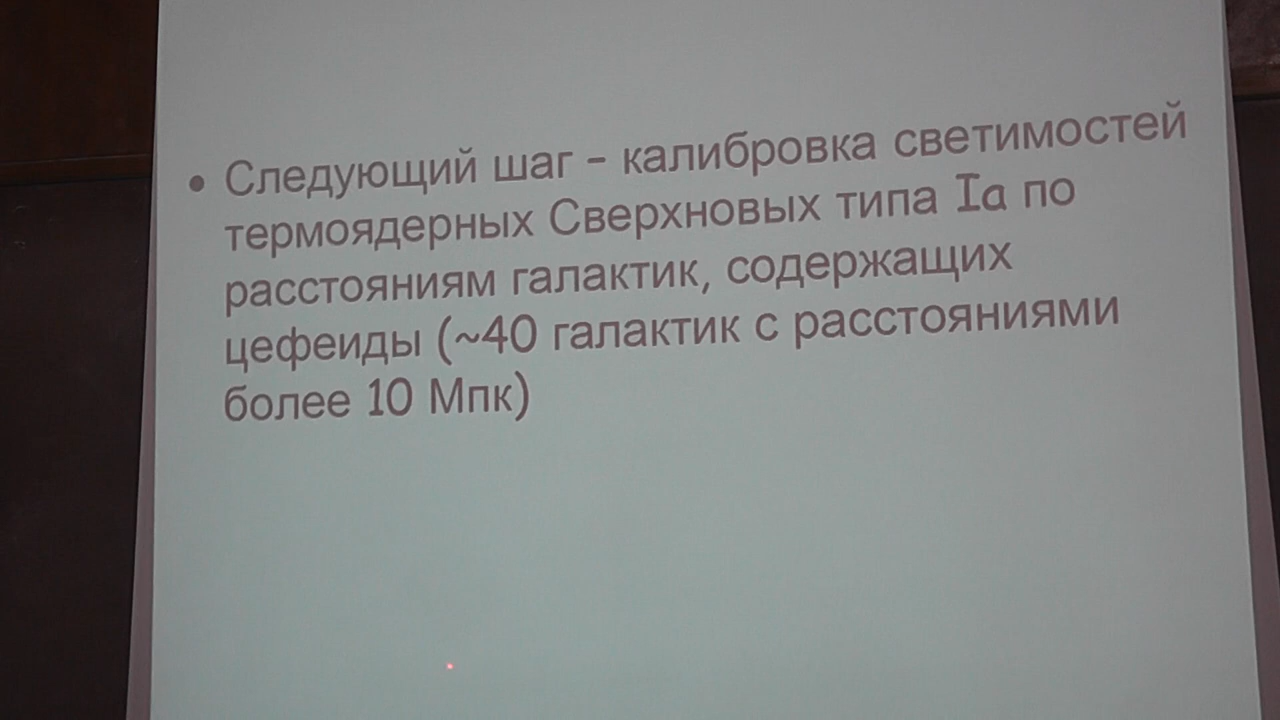 • Следующий шаг – калибровка светимостей
термоядерных Сверхновых типа Ia по
расстояниям галактик, содержащих
цефеиды (~40 галактик с расстояниями
более 10 Мпк)